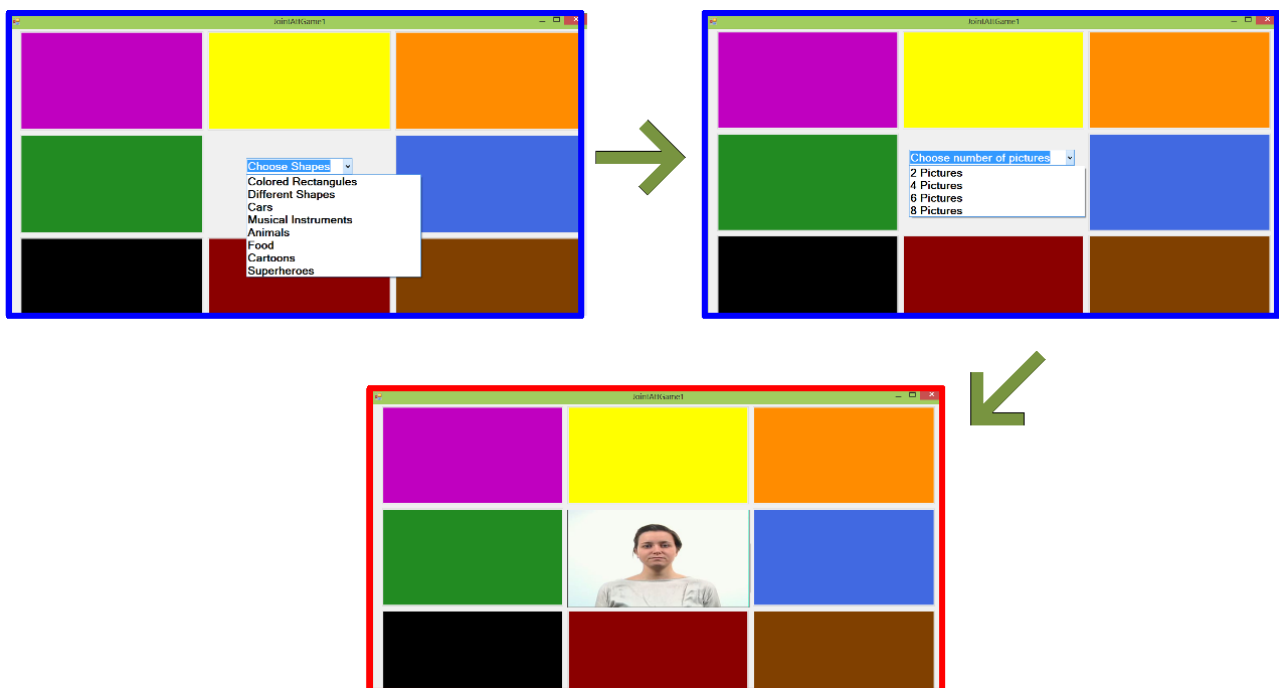 JointAttGame1
Choose Shapes
Colored Rectangules
Different Shapes
Cars
Musical Instruments
Animals
Food
Cartoons
Superheroes
JointAttGame1
Choose number of pictures
2 Pictures
4 Pictures
6 Pictures
8 Pictures
JointAttGame1